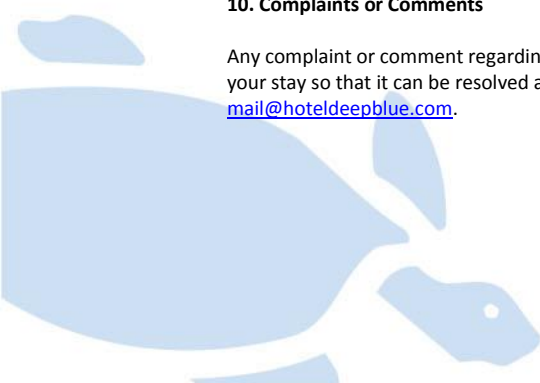 10. Complaints or Comments
Any complaint or comment regardin
your stay so that it can be resolved a
mail@hoteldeepblue.com.